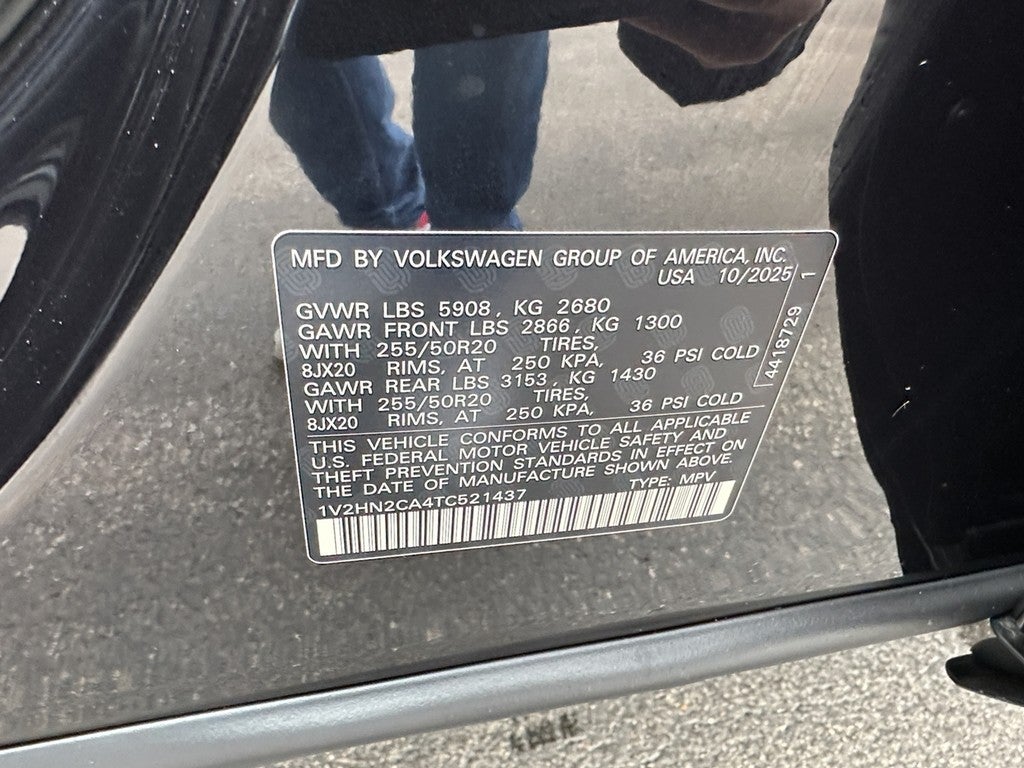 MFD BY VOLKSWAGEN GROUP OF AMERICA, INC.
USA 10/2025
GVWR LBS 5908, KG 2680
GAWR FRONT LBS 2866, KG 1300
WITH 255/50R20 TIRES,
8JX20 RIMS, AT 250 KPA, 36 PSI COLD
GAWR REAR LBS 3153, KG 1430
WITH 255/50R20 TIRES,
8JX20 RIMS, AT 250 KPA, 36 PSI COLD
THIS VEHICLE CONFORMS TO ALL APPLICABLE
U.S. FEDERAL MOTOR VEHICLE SAFETY AND
THEFT PREVENTION STANDARDS IN EFFECT ON
THE DATE OF MANUFACTURE SHOWN ABOVE.
1V2HN2CA4TC521437 TYPE: MPV
4418729 1